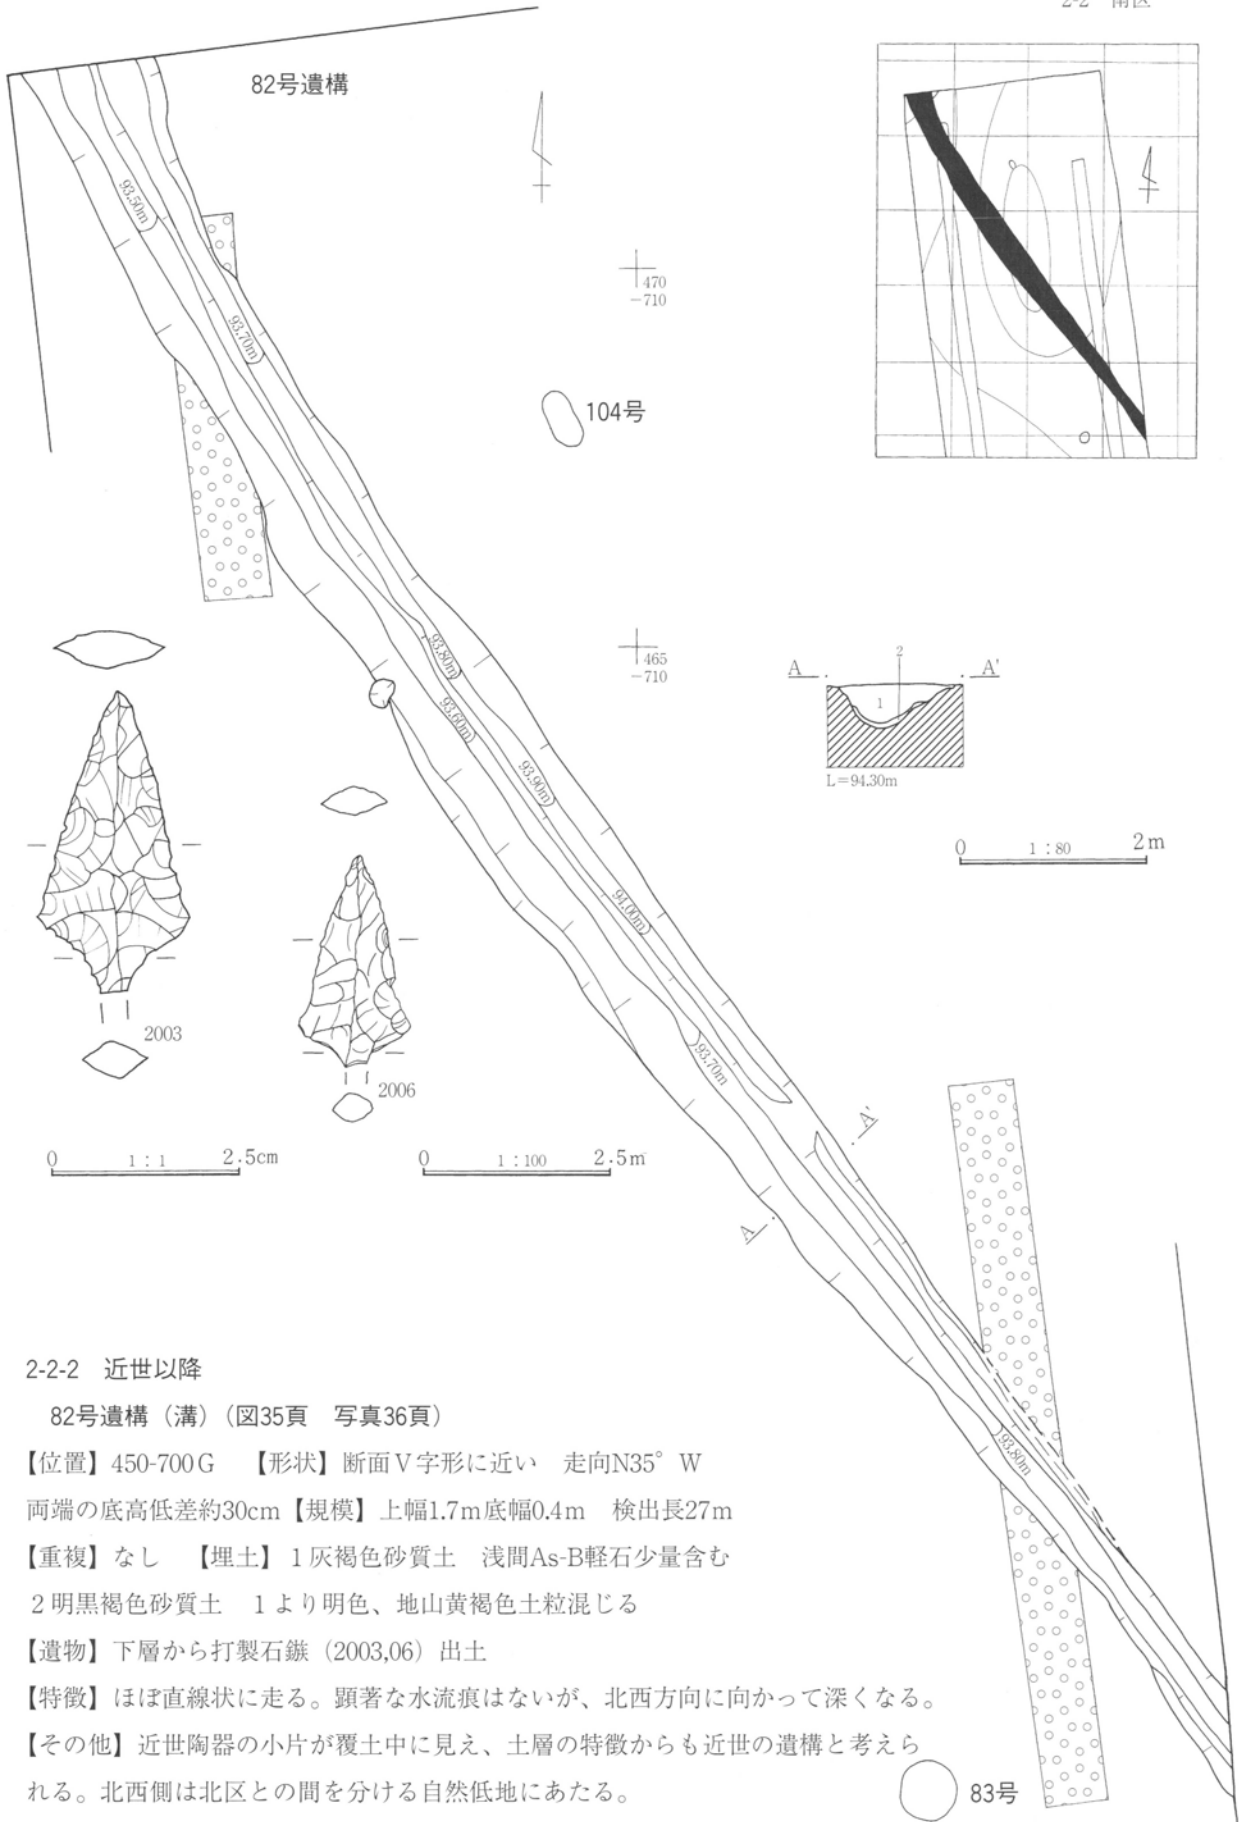 2-2 南区
82号遺構
93.50m
470
-710
93.70m
104号
465
-710
93.80m
93.60m
A
2
A'
1
L=94.30m
93.90m
0 1:80 2m
94.00m
2003
2006
93.70m
0 1:1 2.5cm
0 1:100 2.5m
A'
A
93.80m
2-2-2 近世以降
82号遺構（溝）（図35頁 写真36頁）
【位置】450-700G 【形状】断面V字形に近い 走向N35°W
両端の底高低差約30cm【規模】上幅1.7m底幅0.4m 検出長27m
【重複】なし 【埋土】1灰褐色砂質土 浅間As-B軽石少量含む
2明黒褐色砂質土 1より明色、地山黄褐色土粒混じる
【遺物】下層から打製石鏃（2003,06）出土
【特徴】ほぼ直線状に走る。顕著な水流痕はないが、北西方向に向かって深くなる。
【その他】近世陶器の小片が覆土中に見え、土層の特徴からも近世の遺構と考えら
れる。北西側は北区との間を分ける自然低地にあたる。
83号